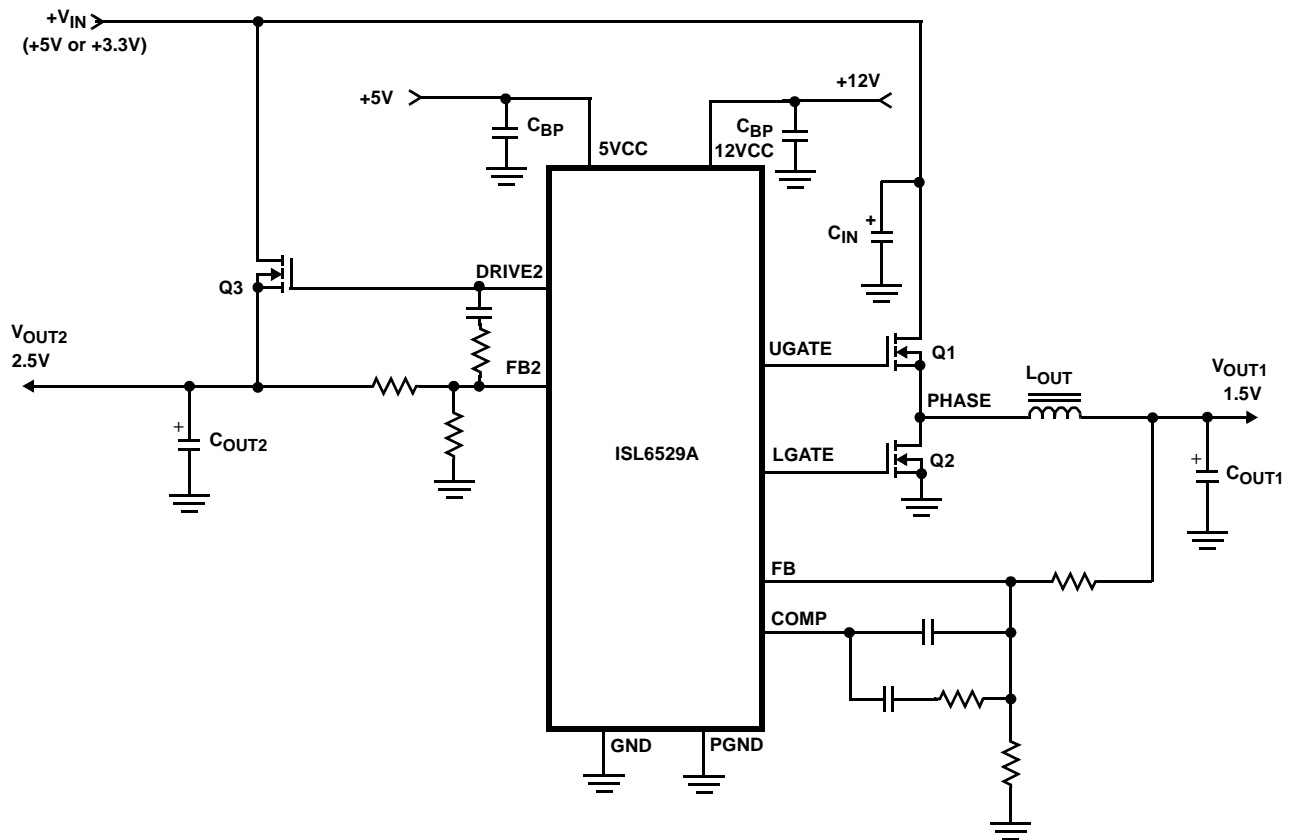 +VIN
(+5V or +3.3V)
+5V
+12V
CBP
CBP
5VCC
12VCC
CIN
+
DRIVE2
Q3
VOUT2
2.5V
FB2
UGATE
Q1
LOUT
VOUT1
1.5V
PHASE
+
COUT2
ISL6529A
LGATE
Q2
+
COUT1
FB
COMP
GND
PGND